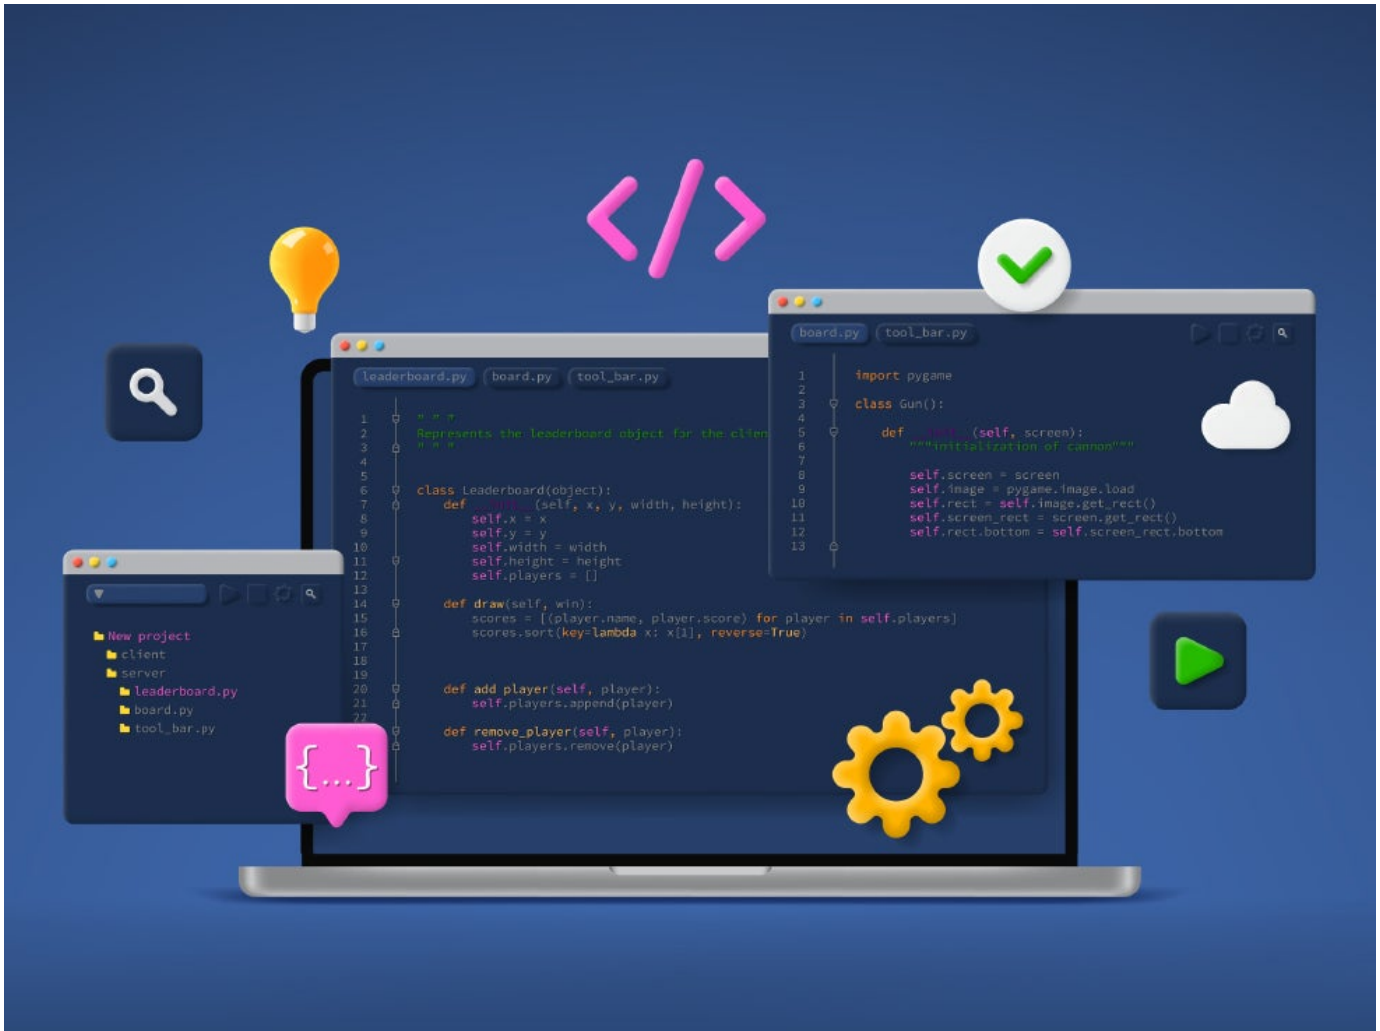 </>
board.py tool_bar.py
1 import pygame
2
3 class Gun():
4
5 def __init__(self, screen):
6 """initialization of cannon"""
7
8 self.screen = screen
9 self.image = pygame.image.load
10 self.rect = self.image.get_rect()
11 self.screen_rect = screen.get_rect()
12 self.rect.bottom = self.screen_rect.bottom
13
leaderboard.py board.py tool_bar.py
1 " " "
2 Represents the leaderboard object for the clien
3 " " "
4
5
6 class Leaderboard(object):
7 def __init__(self, x, y, width, height):
8 self.x = x
9 self.y = y
10 self.width = width
11 self.height = height
12 self.players = []
13
14 def draw(self, win):
15 scores = [(player.name, player.score) for player in self.players]
16 scores.sort(key=lambda x: x[1], reverse=True)
17
18
19
20 def add player(self, player):
21 self.players.append(player)
22
def remove_player(self, player):
self.players.remove(player)
New project
client
server
leaderboard.py
board.py
tool_bar.py
{...}